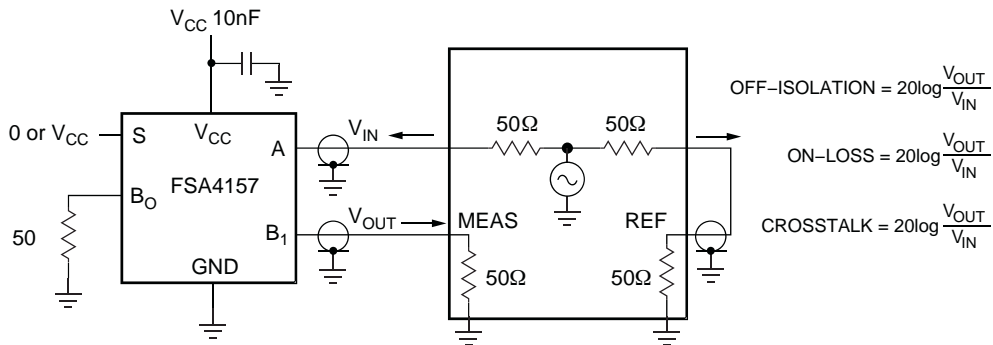 V_CC 10nF
0 or V_CC
S
V_CC
A
V_IN
FSA4157
B_O
50
B_1
V_OUT
GND
50Ω
50Ω
MEAS
REF
50Ω
50Ω
OFF–ISOLATION = 20log V_OUT/V_IN
ON–LOSS = 20log V_OUT/V_IN
CROSSTALK = 20log V_OUT/V_IN